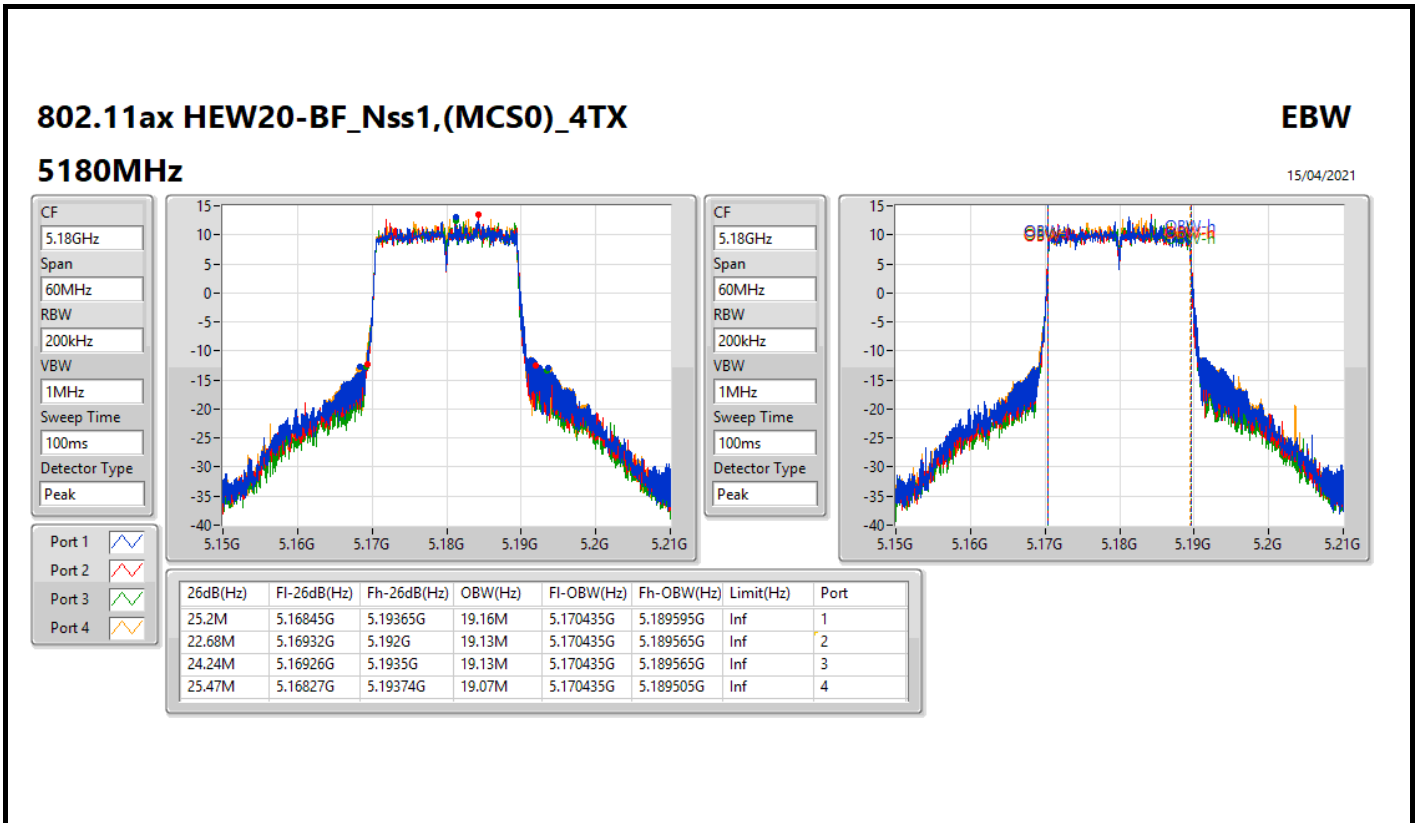 802.11ax HEW20-BF_Nss1,(MCS0)_4TX
EBW
5180MHz
15/04/2021
CF
5.18GHz
Span
60MHz
RBW
200kHz
VBW
1MHz
Sweep Time
100ms
Detector Type
Peak
15
10
5
0
-5
-10
-15
-20
-25
-30
-35
-40
5.15G 5.16G 5.17G 5.18G 5.19G 5.2G 5.21G
CF
5.18GHz
Span
60MHz
RBW
200kHz
VBW
1MHz
Sweep Time
100ms
Detector Type
Peak
15
10
5
0
-5
-10
-15
-20
-25
-30
-35
-40
5.15G 5.16G 5.17G 5.18G 5.19G 5.2G 5.21G
Port 1
Port 2
Port 3
Port 4
26dB(Hz) Fl-26dB(Hz) Fh-26dB(Hz) OBW(Hz) Fl-OBW(Hz) Fh-OBW(Hz) Limit(Hz) Port
25.2M 5.16845G 5.19365G 19.16M 5.170435G 5.189595G Inf 1
22.68M 5.16932G 5.192G 19.13M 5.170435G 5.189565G Inf 2
24.24M 5.16926G 5.1935G 19.13M 5.170435G 5.189565G Inf 3
25.47M 5.16827G 5.19374G 19.07M 5.170435G 5.189505G Inf 4